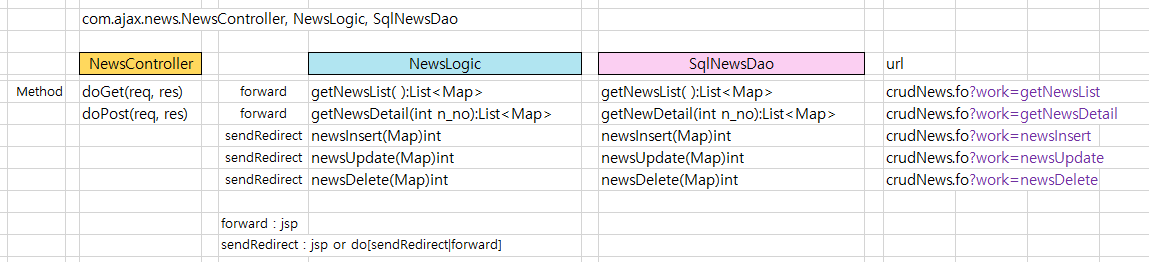 com.ajax.news.NewsController, NewsLogic, SqlNewsDao
NewsController NewsLogic SqlNewsDao url
Method doGet(req, res) forward getNewsList( ):List<Map> getNewsList( ):List<Map> crudNews.fo?work=getNewsList
doPost(req, res) forward getNewsDetail(int n_no):List<Map> getNewDetail(int n_no):List<Map> crudNews.fo?work=getNewsDetail
sendRedirect newsInsert(Map)int newsInsert(Map)int crudNews.fo?work=newsInsert
sendRedirect newsUpdate(Map)int newsUpdate(Map)int crudNews.fo?work=newsUpdate
sendRedirect newsDelete(Map)int newsDelete(Map)int crudNews.fo?work=newsDelete
forward : jsp
sendRedirect : jsp or do[sendRedirect|forward]